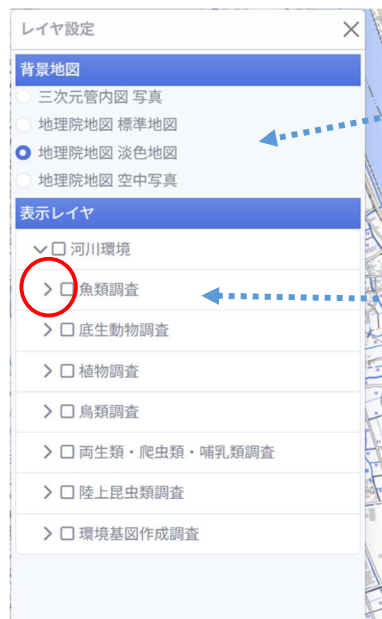 レイヤ設定
背景地図
三次元管内図 写真
地理院地図 標準地図
地理院地図 淡色地図
地理院地図 空中写真
表示レイヤ
河川環境
魚類調査
底生動物調査
植物調査
鳥類調査
両生類・爬虫類・哺乳類調査
陸上昆虫類調査
環境基図作成調査